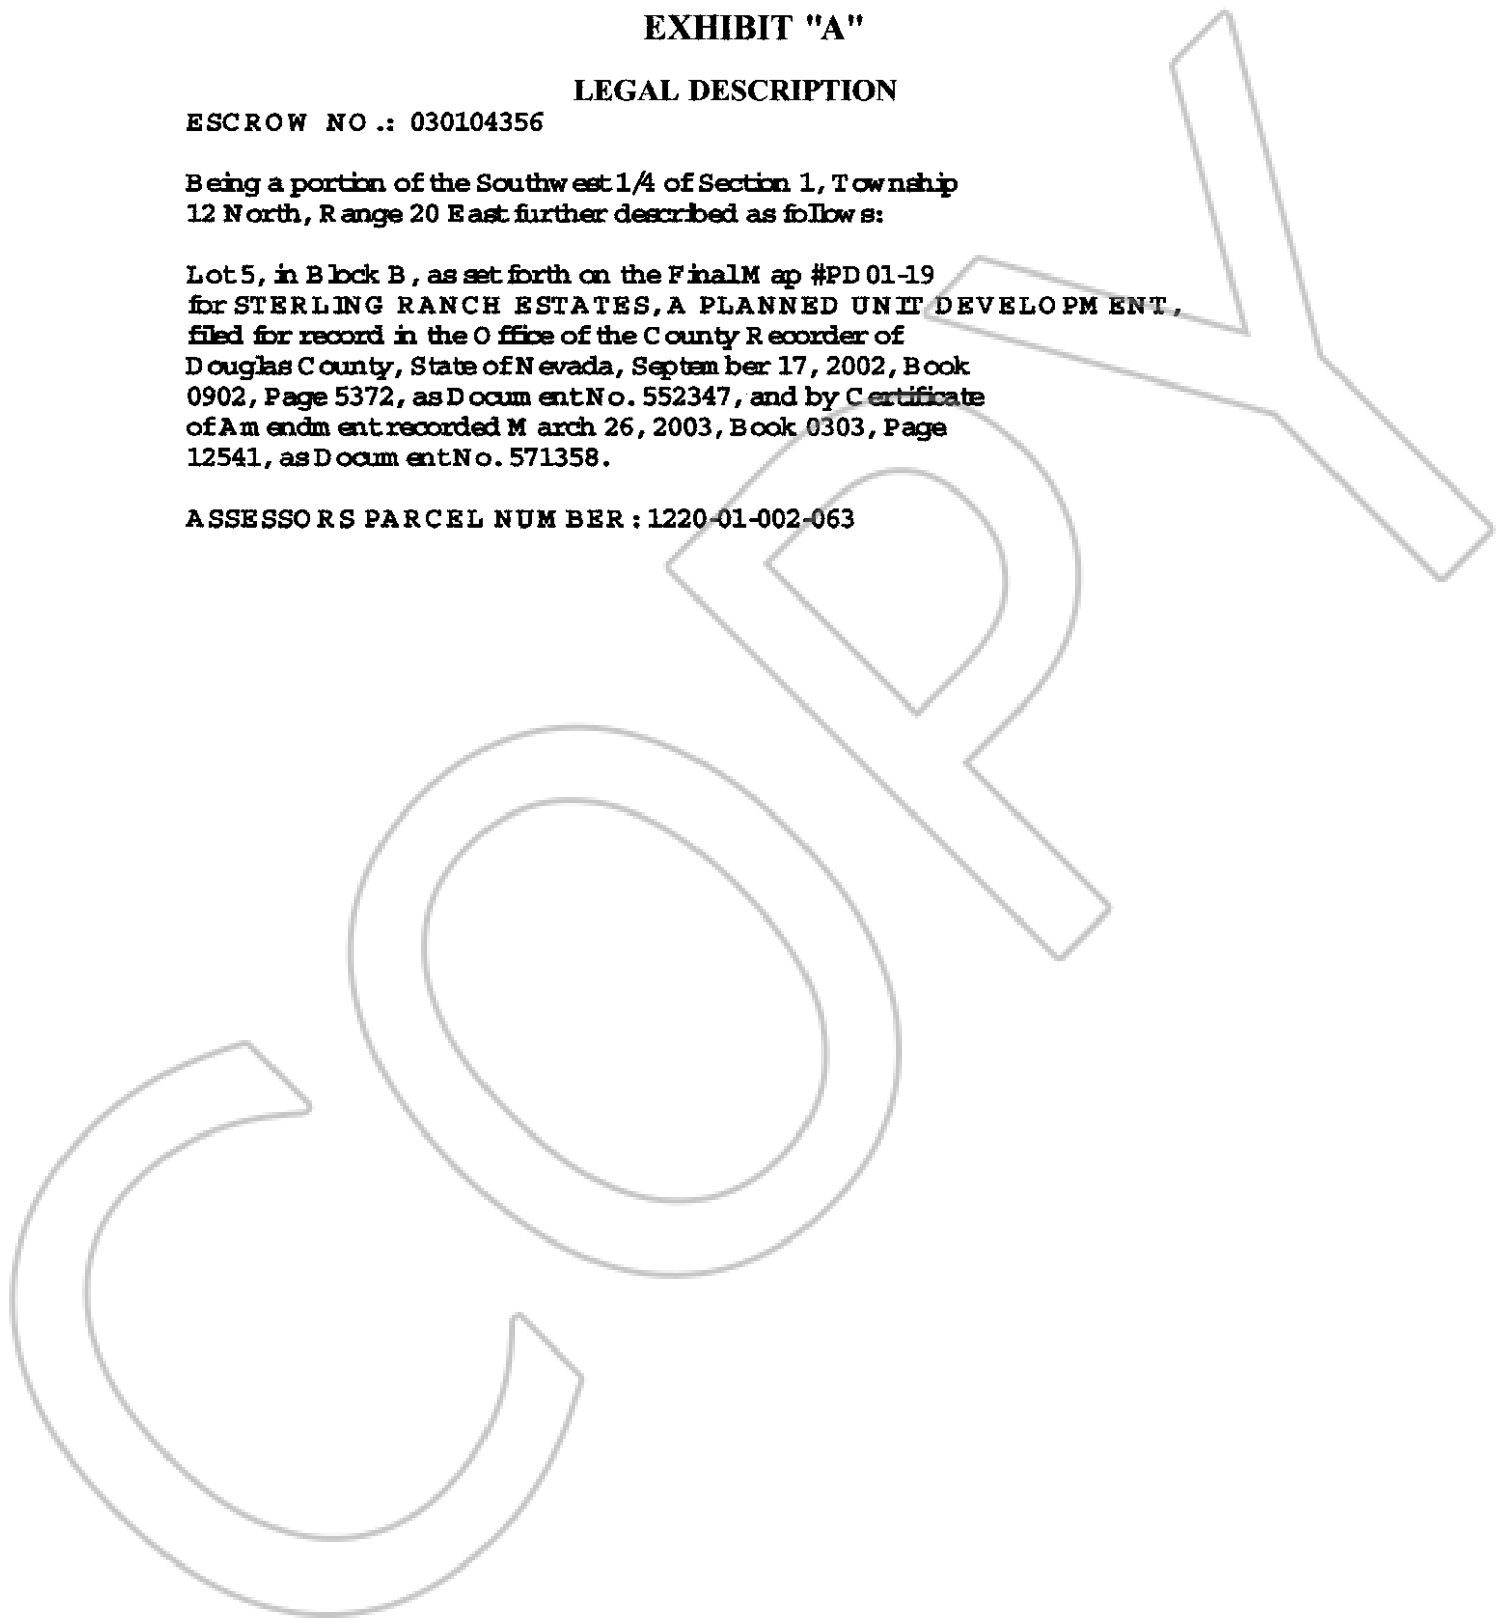 EXHIBIT "A"
LEGAL DESCRIPTION
ESCROW NO.: 030104356
Being a portion of the Southwest 1/4 of Section 1, Township
12 North, Range 20 East further described as follows:
Lot 5, in Block B, as set forth on the Final Map #PD 01-19
for STERLING RANCH ESTATES, A PLANNED UNIT DEVELOPMENT,
filed for record in the Office of the County Recorder of
Douglas County, State of Nevada, September 17, 2002, Book
0902, Page 5372, as Document No. 552347, and by Certificate
of Amendment recorded March 26, 2003, Book 0303, Page
12541, as Document No. 571358.
ASSESSORS PARCEL NUMBER: 1220-01-002-063
COPY